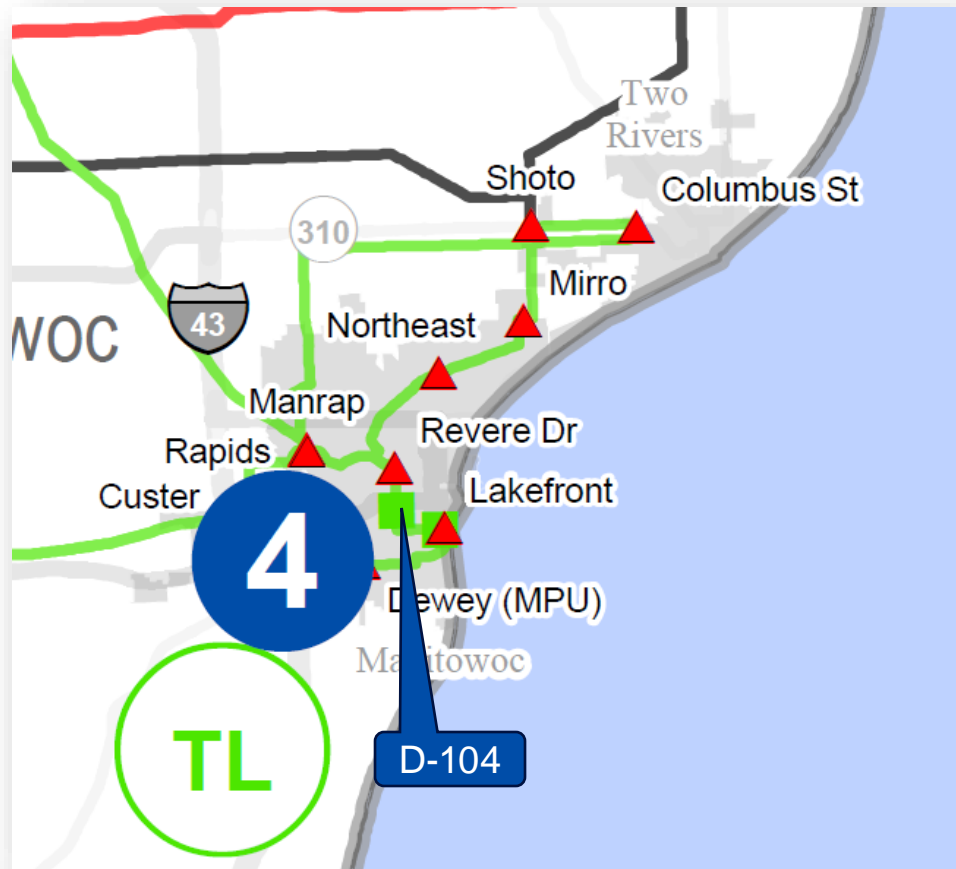 Two
Rivers
Shoto
Columbus St
310
Mirro
43
Northeast
WOC
Manrap
Revere Dr
Rapids
Lakefront
Custer
4
Dewey (MPU)
Manitowoc
TL
D-104